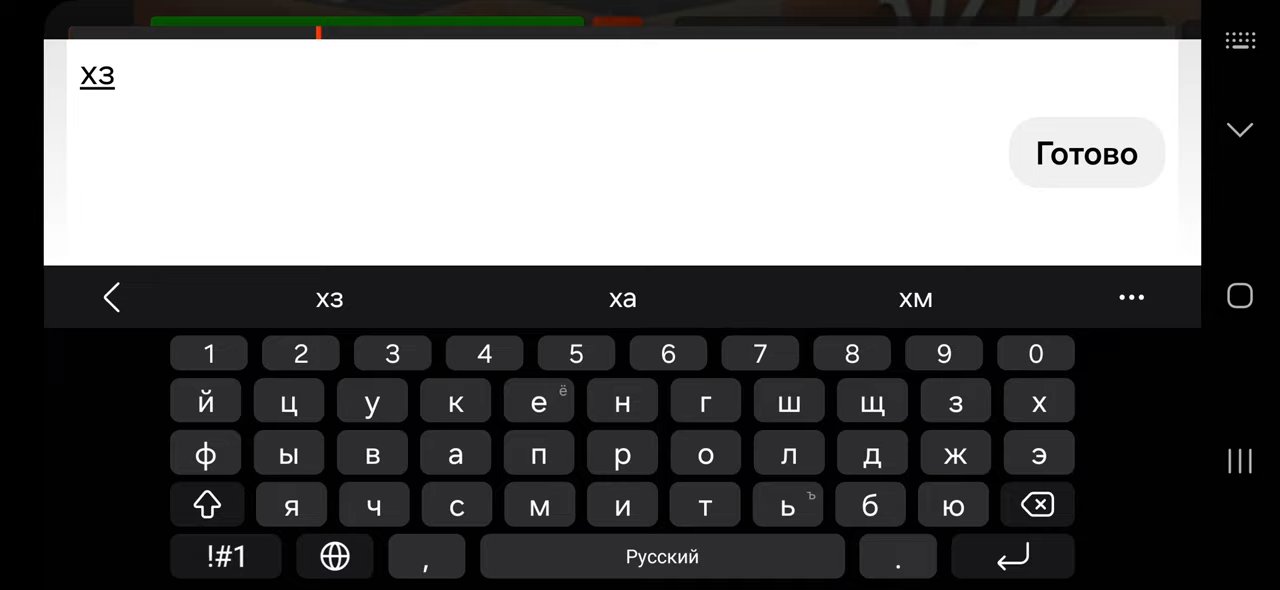 хз
Готово
хз ха хм •••
1 2 3 4 5 6 7 8 9 0
й ц у к е ё н г ш щ з х
ф ы в а п р о л д ж э
я ч с м и т ь ъ б ю
!#1 , Русский .